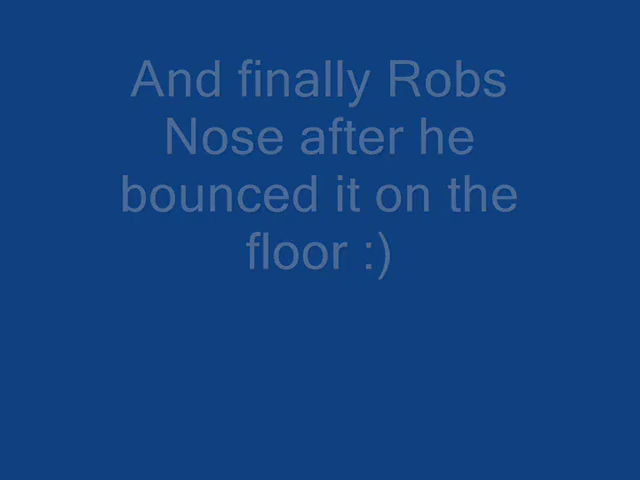 And finally Robs
Nose after he
bounced it on the
floor :)